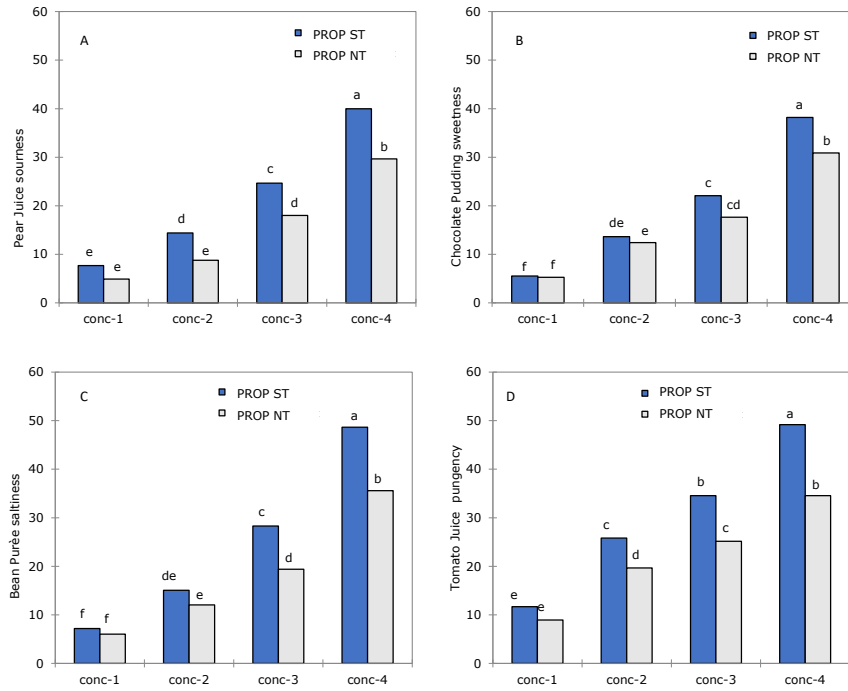 60
A
PROP ST
PROP NT
50
40
30
20
10
0
Pear Juice sourness
e
e
d
e
c
d
a
b
conc-1 conc-2 conc-3 conc-4
60
B
PROP ST
PROP NT
50
40
30
20
10
0
Chocolate Pudding sweetness
f
f
de
e
c
cd
a
b
conc-1 conc-2 conc-3 conc-4
60
C
PROP ST
PROP NT
50
40
30
20
10
0
Bean Purée saltiness
f
f
de
e
c
d
a
b
conc-1 conc-2 conc-3 conc-4
60
D
PROP ST
PROP NT
50
40
30
20
10
0
Tomato Juice pungency
e
e
c
d
b
c
a
b
conc-1 conc-2 conc-3 conc-4